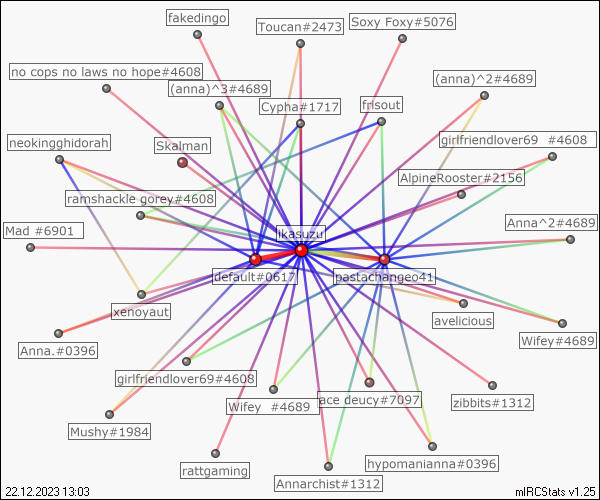 fakedingo
Toucan#2473
Soxy Foxy#5076
no cops no laws no hope#4608
(anna)^3#4689
(anna)^2#4689
Cypha#1717
frisout
neokingghidorah
Skalman
girlfriendlover69 #4608
AlpineRooster#2156
ramshackle gorey#4608
Mad #6901
ikasuzu
Anna^2#4689
default#0617
pastachange41
xenoyaut
avelicious
Anna.#0396
Wifey#4689
girlfriendlover69#4608
Wifey #4689
ace deucy#7097
zibbits#1312
Mushy#1984
rattgaming
Annarchist#1312
hypomanianna#0396
22.12.2023 13:03
mIRCStats v1.25